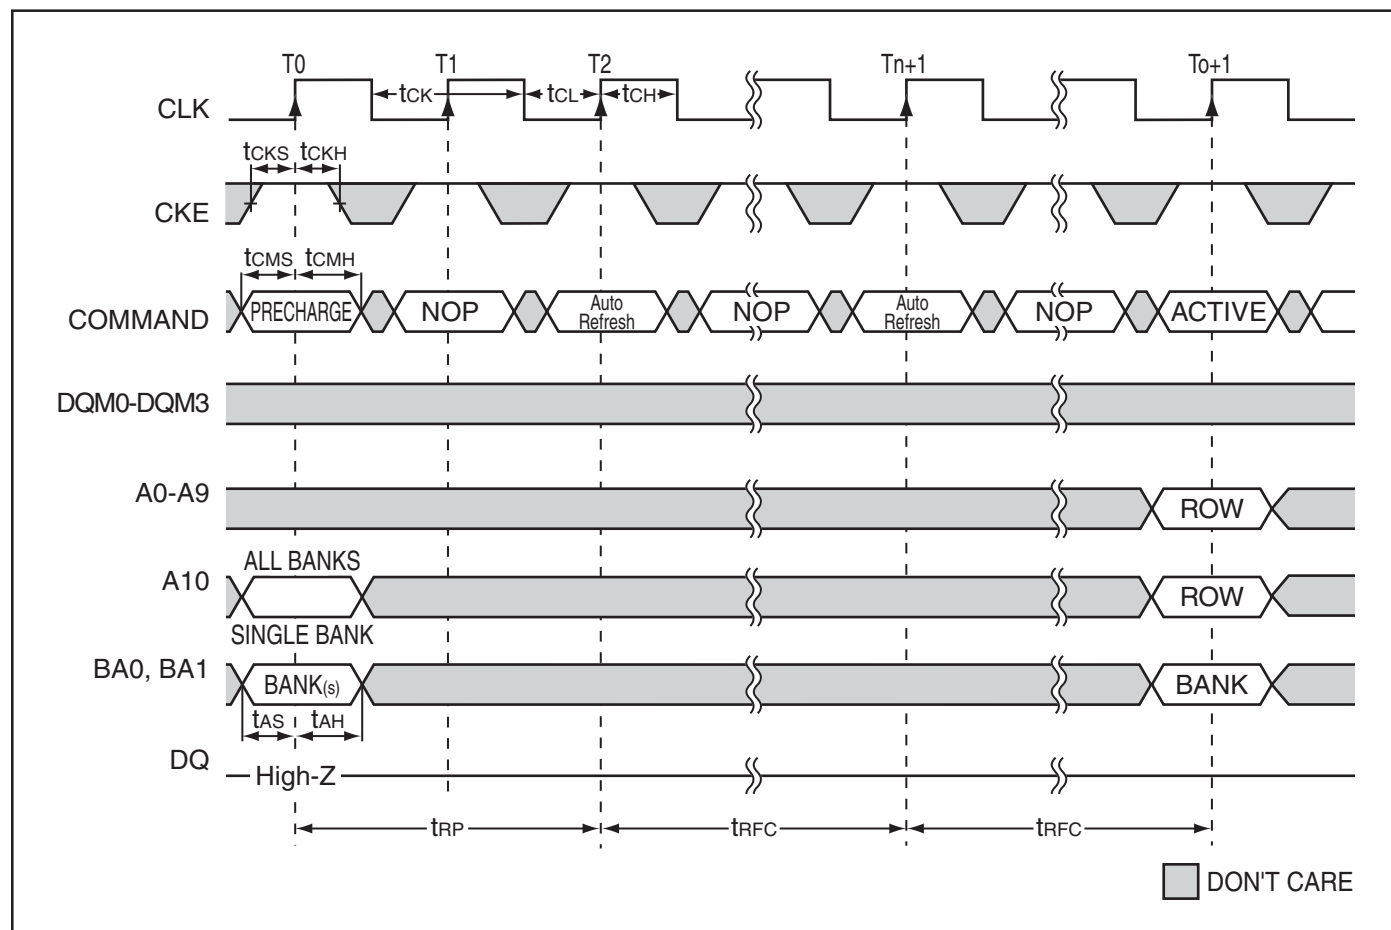 T0 T1 T2 Tn+1 To+1
CLK
tCK tCL tCH
tCKS tCKH
CKE
tCMS tCMH
COMMAND PRECHARGE NOP Auto Refresh NOP Auto Refresh NOP ACTIVE
DQM0-DQM3
A0-A9 ROW
ALL BANKS
A10 ROW
SINGLE BANK
BA0, BA1 BANK(s) BANK
tAS tAH
DQ High-Z
tRP tRFC tRFC
DON'T CARE